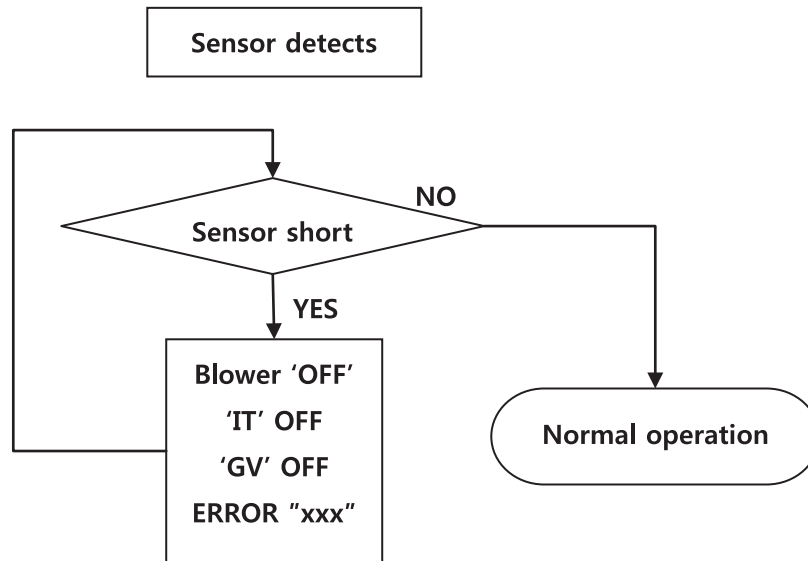 Sensor detects
NO
Sensor short
YES
Blower ‘OFF’
‘IT’ OFF
‘GV’ OFF
ERROR ”xxx”
Normal operation